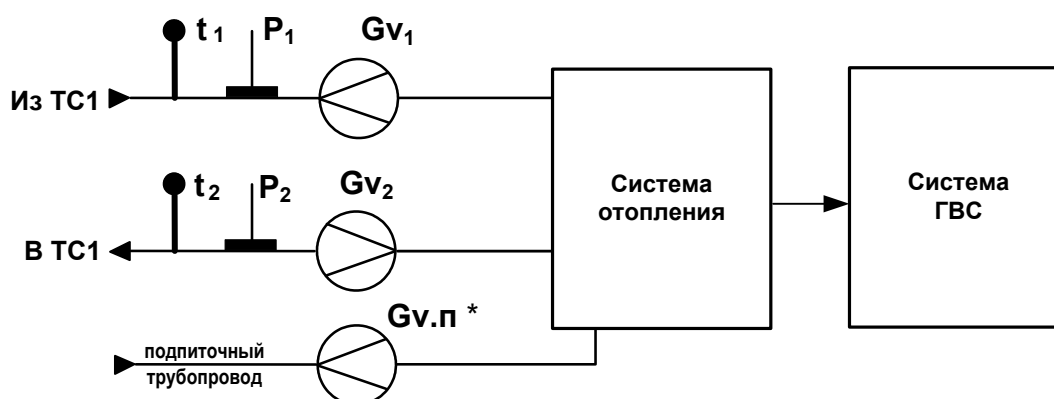 t₁ P₁ Gv₁
Из ТС1
Система
отопления
Система
ГВС
t₂ P₂ Gv₂
В ТС1
Gv.п *
подпиточный
трубопровод